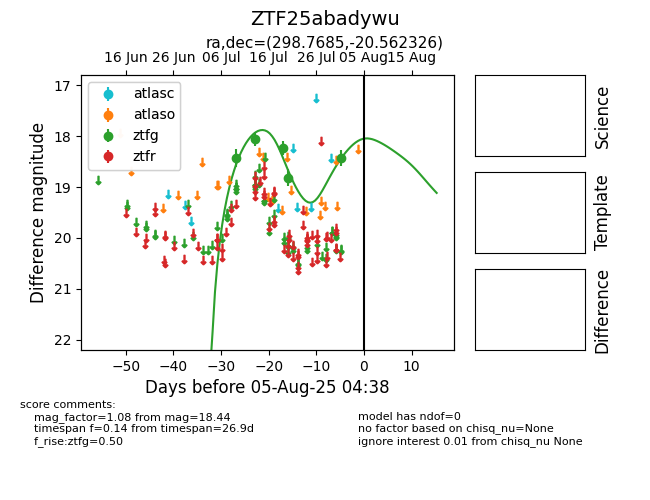 ZTF25abadywu
ra,dec=(298.7685,-20.562326)
16 Jun 26 Jun 06 Jul 16 Jul 26 Jul 05 Aug 15 Aug
17
18
19
20
21
22
Difference magnitude
atlasc
atlaso
ztfg
ztfr
−50 −40 −30 −20 −10 0 10
Days before 05-Aug-25 04:38
Science
Template
Difference
score comments:
mag_factor=1.08 from mag=18.44
timespan f=0.14 from timespan=26.9d
f_rise:ztfg=0.50
model has ndof=0
no factor based on chisq_nu=None
ignore interest 0.01 from chisq_nu None